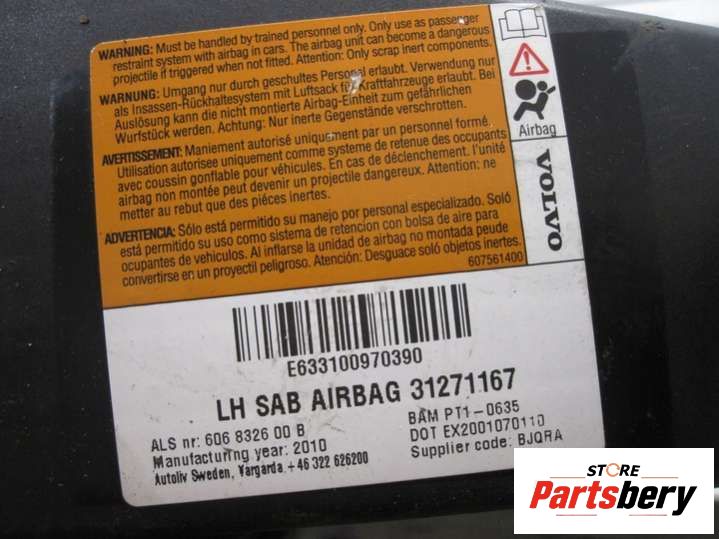 WARNING: Must be handled by trained personnel only. Only use as passenger
restraint system with airbag in cars. The airbag unit can become a dangerous
projectile if triggered when not fitted. Attention: Only scrap inert components.
WARNUNG: Umgang nur durch geschultes Personal erlaubt. Verwendung nur
als Insassen-Rückhaltesystem mit Luftsack für Kraftfahrzeuge erlaubt. Bei
Auslösung kann die nicht montierte Airbag-Einheit zum gefährlichen
Wurfstück werden. Achtung: Nur inerte Gegenstände verschrotten.
AVERTISSEMENT: Maniement autorisé uniquement par un personnel formé.
Utilisation autorisee uniquement comme systeme de retenue des occupants
avec coussin gonflable pour véhicules. En cas de déclenchement, l'unité
airbag non montée peut devenir un projectile dangereux. Attention: ne
metter au rebut que des piéces inertes.
ADVERTENCIA: Sólo está permitido su manejo por personal especializado. Soló
está permitido su uso como sistema de retención con bolsa de aire para
ocupantes de vehiculos. Al inflarse la unidad de airbag no montada peude
convertirse en un proyectil peligroso. Atención: Desguace soló objetos inertes.
607561400
Airbag
VOLVO
E633100970390
LH SAB AIRBAG 31271167
ALS nr: 606 8326 00 B
Manufacturing year: 2010
Autoliv Sweden, Vargarda +46 322 626200
BAM PT1-0635
DOT EX2001070110
Supplier code: BJQRA
STORE
Partsbery